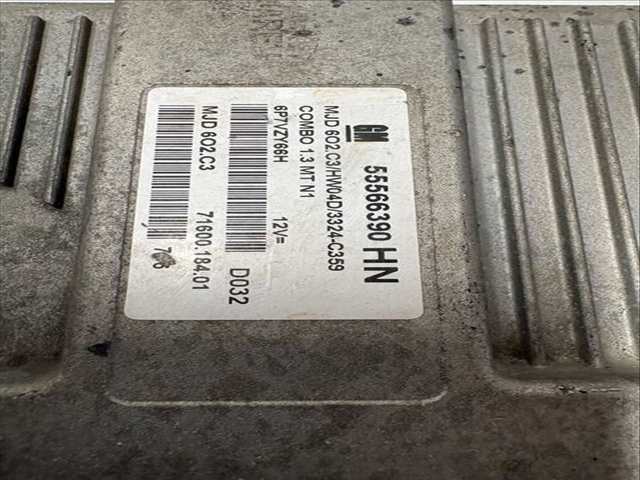 GM 55566390 HN
MJD 6O2.C3/HW04D/3324-C359
COMBO 1.3 MT N1
6P7VZY66H 12V= D032
MJD 6O2.C3 71600.184.01